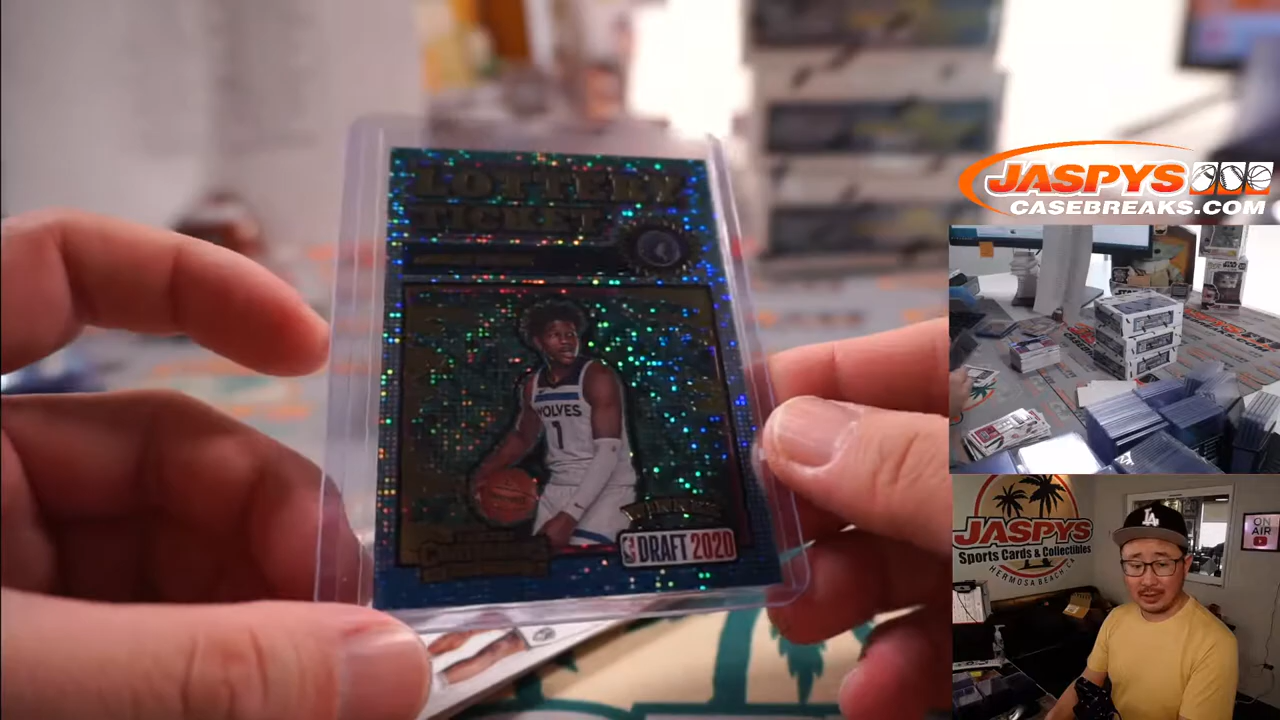 LOTTERY
TICKET
WOLVES
1
WINNER
DRAFT 2020
JASPYS
CASEBREAKS.COM
LA
JASPYS
Sports Cards & Collectibles
HERMOSA BEACH CA
ON
AIR